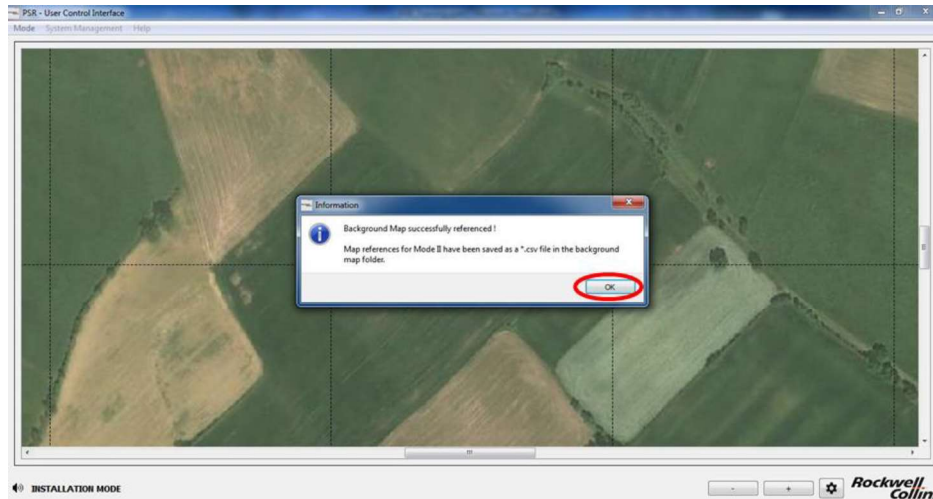 PSR - User Control Interface
Mode System Management Help
Information
Background Map successfully referenced !
Map references for Mode II have been saved as a *.csv file in the background
map folder.
OK
INSTALLATION MODE
- +
Rockwell
Collin